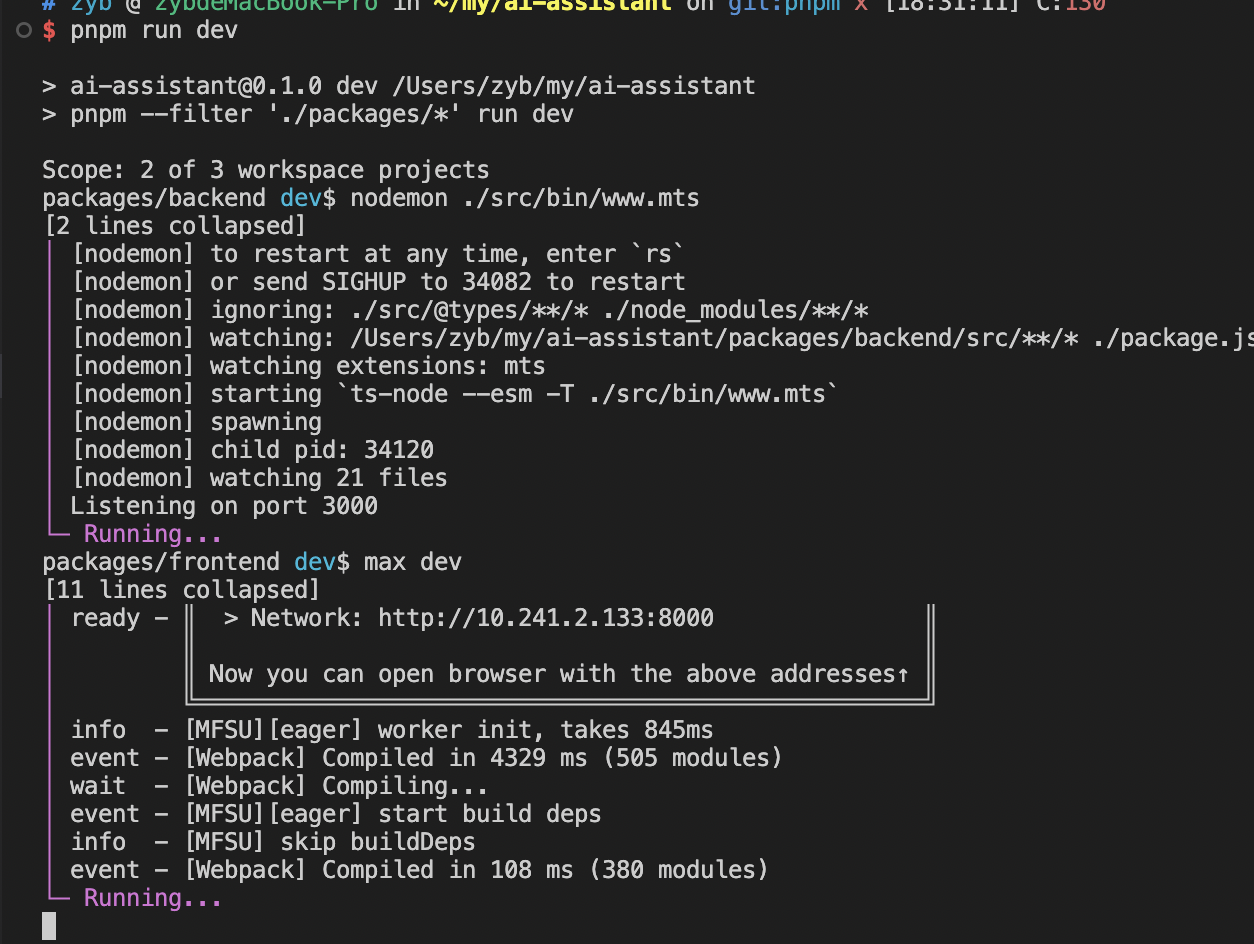 # zyb @ zybdeMacBook-Pro in ~/my/ai-assistant on git:pnpm x [18:31:11] C:130
$ pnpm run dev
> ai-assistant@0.1.0 dev /Users/zyb/my/ai-assistant
> pnpm --filter './packages/*' run dev
Scope: 2 of 3 workspace projects
packages/backend dev$ nodemon ./src/bin/www.mts
[2 lines collapsed]
[nodemon] to restart at any time, enter `rs`
[nodemon] or send SIGHUP to 34082 to restart
[nodemon] ignoring: ./src/@types/**/* ./node_modules/**/*
[nodemon] watching: /Users/zyb/my/ai-assistant/packages/backend/src/**/* ./package.js
[nodemon] watching extensions: mts
[nodemon] starting `ts-node --esm -T ./src/bin/www.mts`
[nodemon] spawning
[nodemon] child pid: 34120
[nodemon] watching 21 files
Listening on port 3000
Running...
packages/frontend dev$ max dev
[11 lines collapsed]
ready - ║  > Network: http://10.241.2.133:8000 ║
Now you can open browser with the above addresses↑
info  - [MFSU][eager] worker init, takes 845ms
event - [Webpack] Compiled in 4329 ms (505 modules)
wait  - [Webpack] Compiling...
event - [MFSU][eager] start build deps
info  - [MFSU] skip buildDeps
event - [Webpack] Compiled in 108 ms (380 modules)
Running...